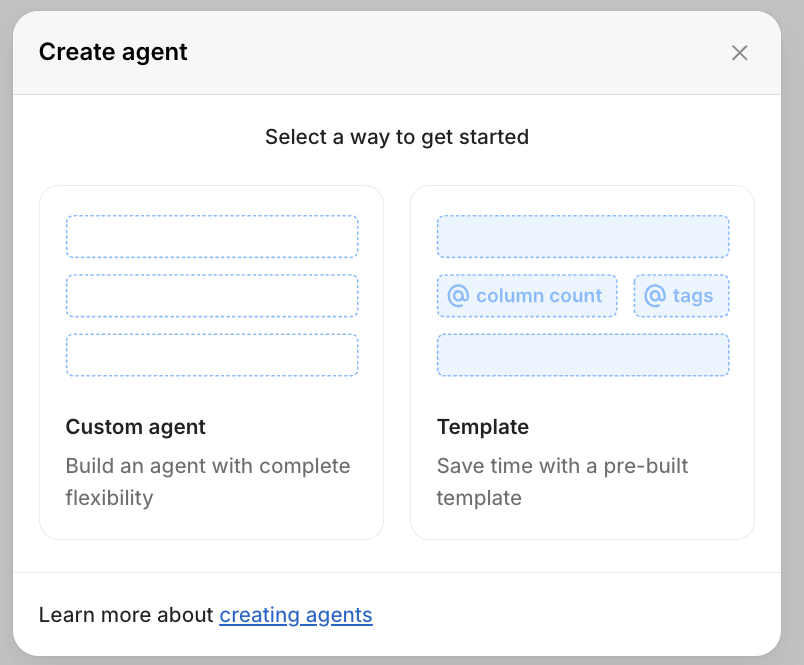 Create agent
Select a way to get started
@ column count
@ tags
Custom agent
Build an agent with complete
flexibility
Template
Save time with a pre-built
template
Learn more about creating agents